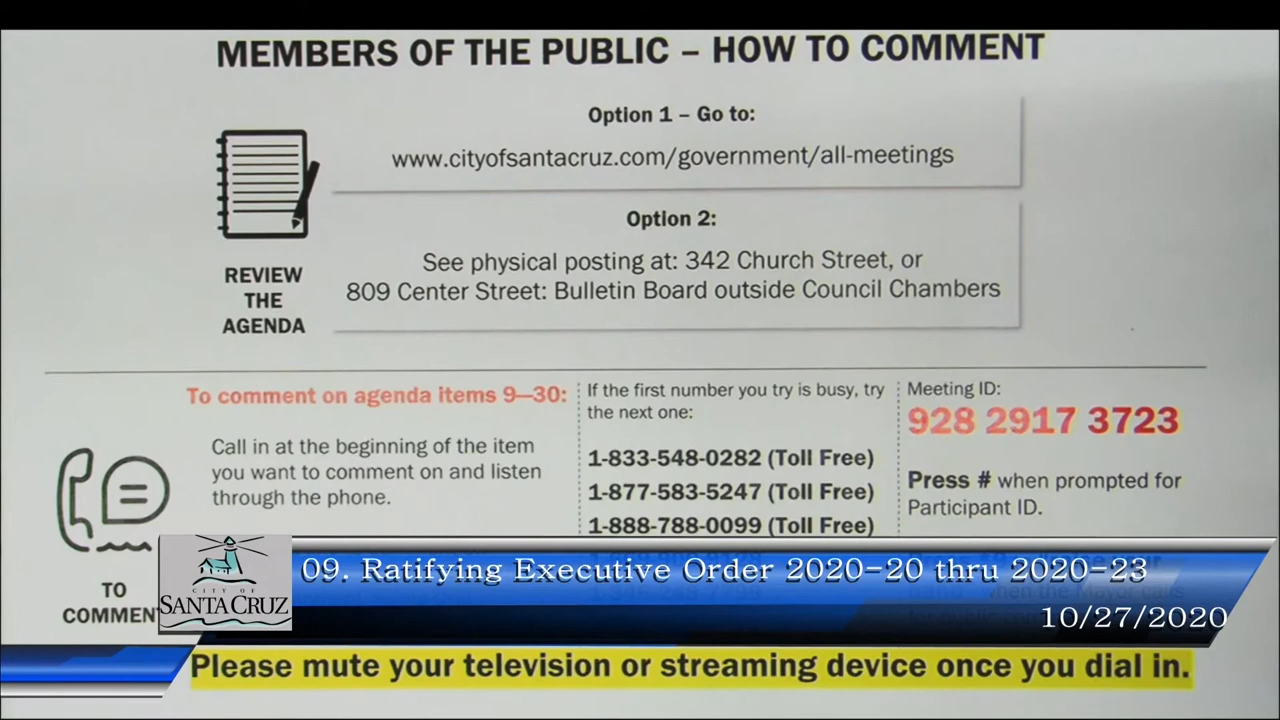 MEMBERS OF THE PUBLIC – HOW TO COMMENT
Option 1 – Go to:
www.cityofsantacruz.com/government/all-meetings
Option 2:
See physical posting at: 342 Church Street, or
809 Center Street: Bulletin Board outside Council Chambers
REVIEW
THE
AGENDA
To comment on agenda items 9—30:
Call in at the beginning of the item
you want to comment on and listen
through the phone.
If the first number you try is busy, try
the next one:
1-833-548-0282 (Toll Free)
1-877-583-5247 (Toll Free)
1-888-788-0099 (Toll Free)
Meeting ID:
928 2917 3723
Press # when prompted for
Participant ID.
TO
COMMEN
CITY OF
SANTA CRUZ
09. Ratifying Executive Order 2020-20 thru 2020-23
10/27/2020
Please mute your television or streaming device once you dial in.